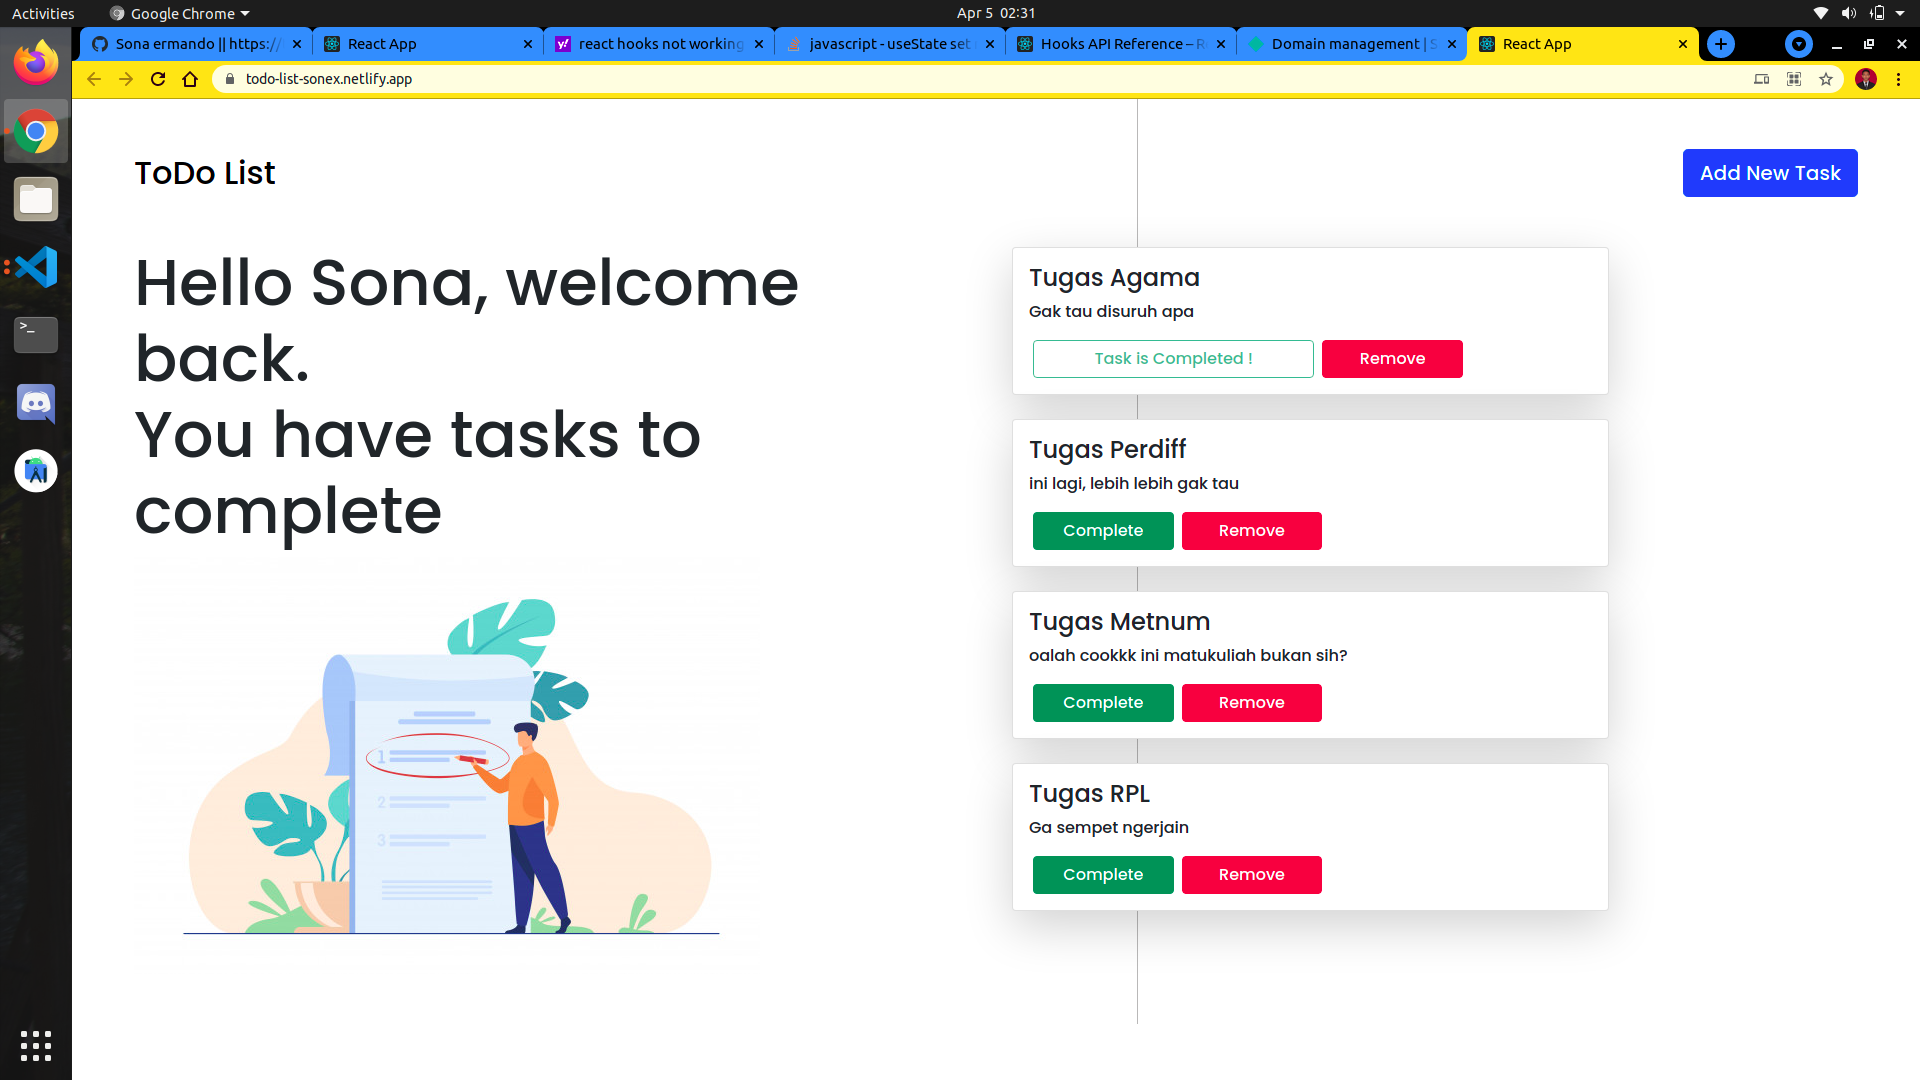 Activities
Google Chrome
Apr 5 02:31
Sona ermando || https://
React App
react hooks not working
javascript - useState set
Hooks API Reference – R
Domain management | S
React App
todo-list-sonex.netlify.app
ToDo List
Add New Task
Hello Sona, welcome
back.
You have tasks to
complete
1
2
3
Tugas Agama
Gak tau disuruh apa
Task is Completed !
Remove
Tugas Perdiff
ini lagi, lebih lebih gak tau
Complete
Remove
Tugas Metnum
oalah cookkk ini matukuliah bukan sih?
Complete
Remove
Tugas RPL
Ga sempet ngerjain
Complete
Remove